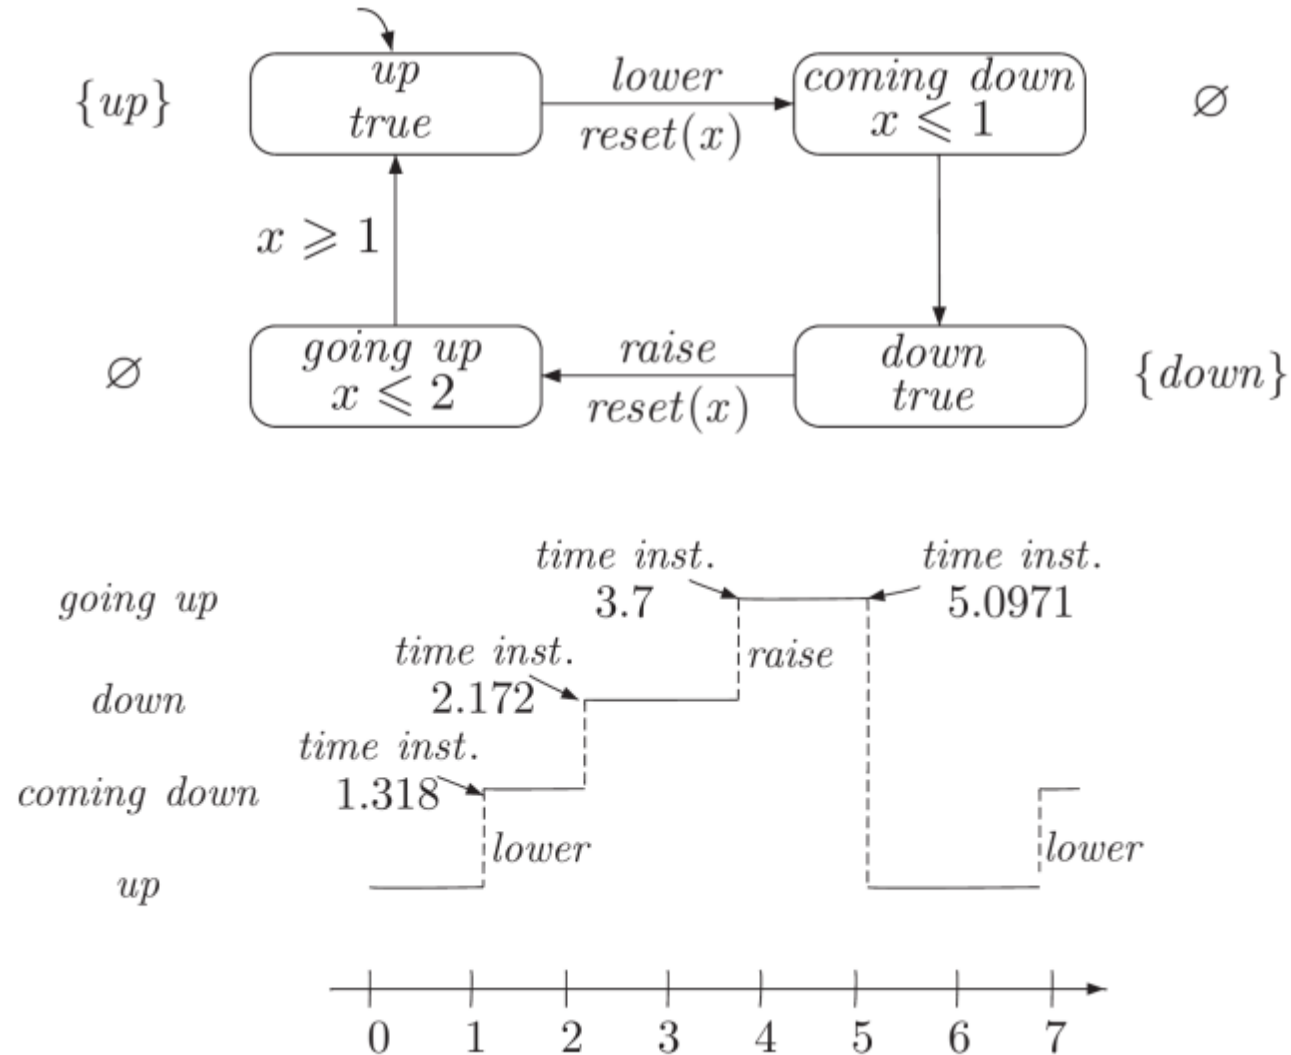 {up}
up
true
lower
reset(x)
coming down
x ⩽ 1
∅
x ⩾ 1
∅
going up
x ⩽ 2
raise
reset(x)
down
true
{down}
going up
time inst.
3.7
time inst.
5.0971
raise
down
time inst.
2.172
coming down
time inst.
1.318
lower
lower
up
0 1 2 3 4 5 6 7